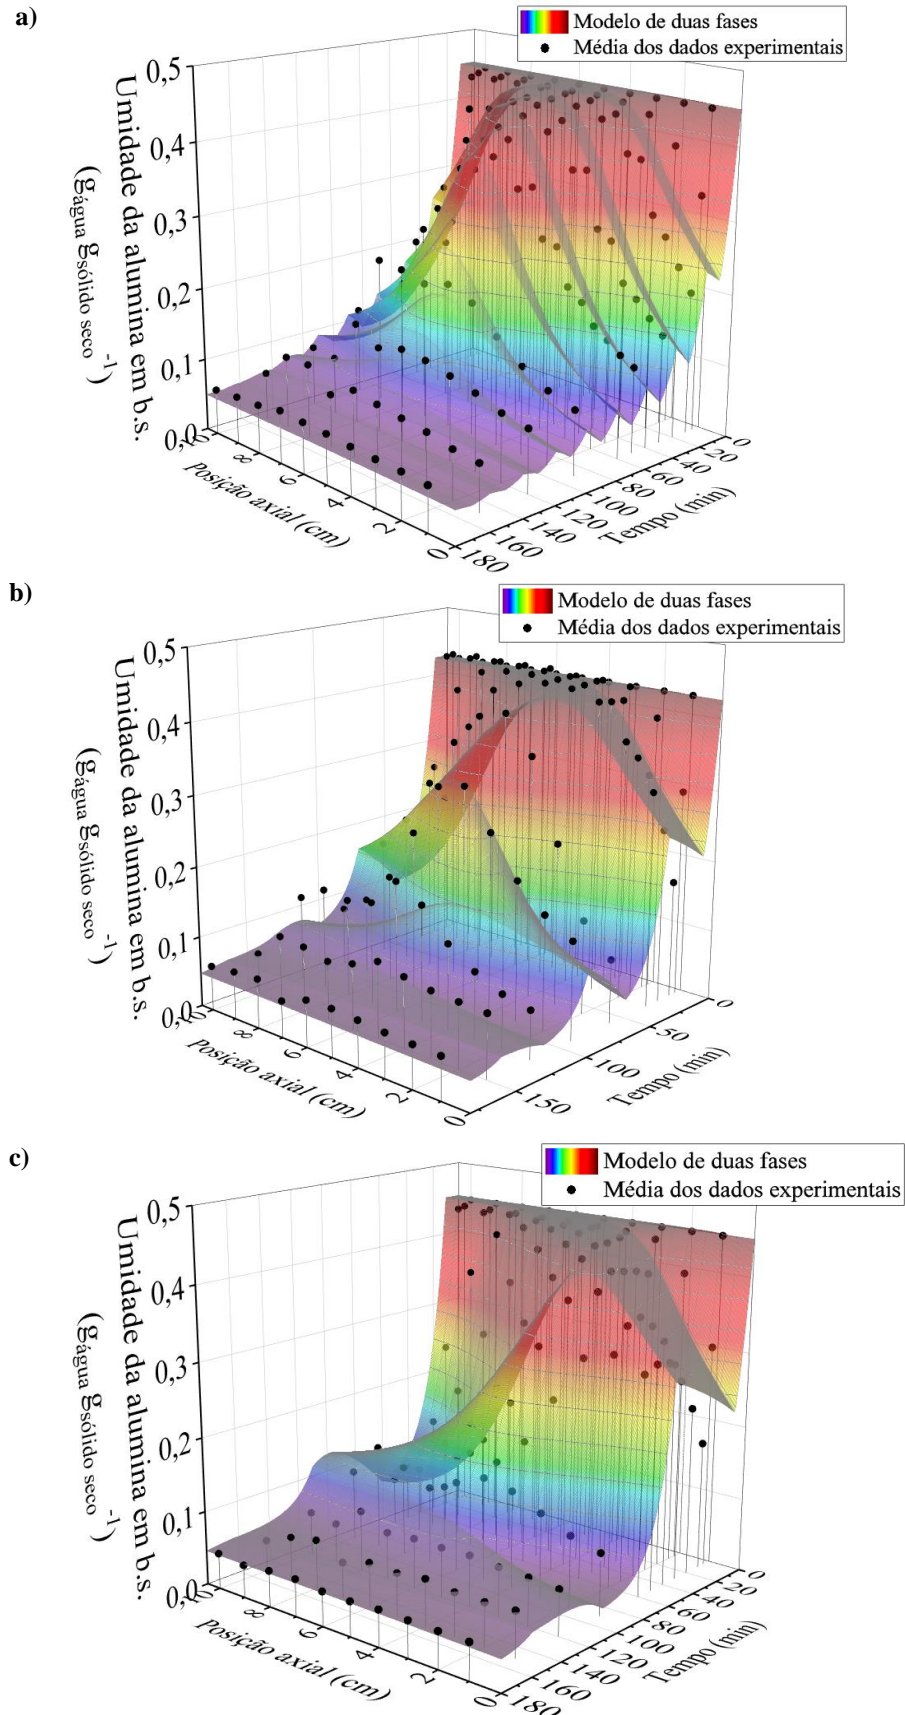 a)
Modelo de duas fases
Média dos dados experimentais
Umidade da alumina em b.s.
(gágua gsólido seco-1)
0,5
0,4
0,3
0,2
0,1
0,0
10
8
6
4
2
0
Posição axial (cm)
180
160
140
120
100
80
60
40
20
0
Tempo (min)
b)
Modelo de duas fases
Média dos dados experimentais
Umidade da alumina em b.s.
(gágua gsólido seco-1)
0,5
0,4
0,3
0,2
0,1
0,0
10
8
6
4
2
0
Posição axial (cm)
150
100
50
0
Tempo (min)
c)
Modelo de duas fases
Média dos dados experimentais
Umidade da alumina em b.s.
(gágua gsólido seco-1)
0,5
0,4
0,3
0,2
0,1
0,0
10
8
6
4
2
0
Posição axial (cm)
180
160
140
120
100
80
60
40
20
0
Tempo (min)